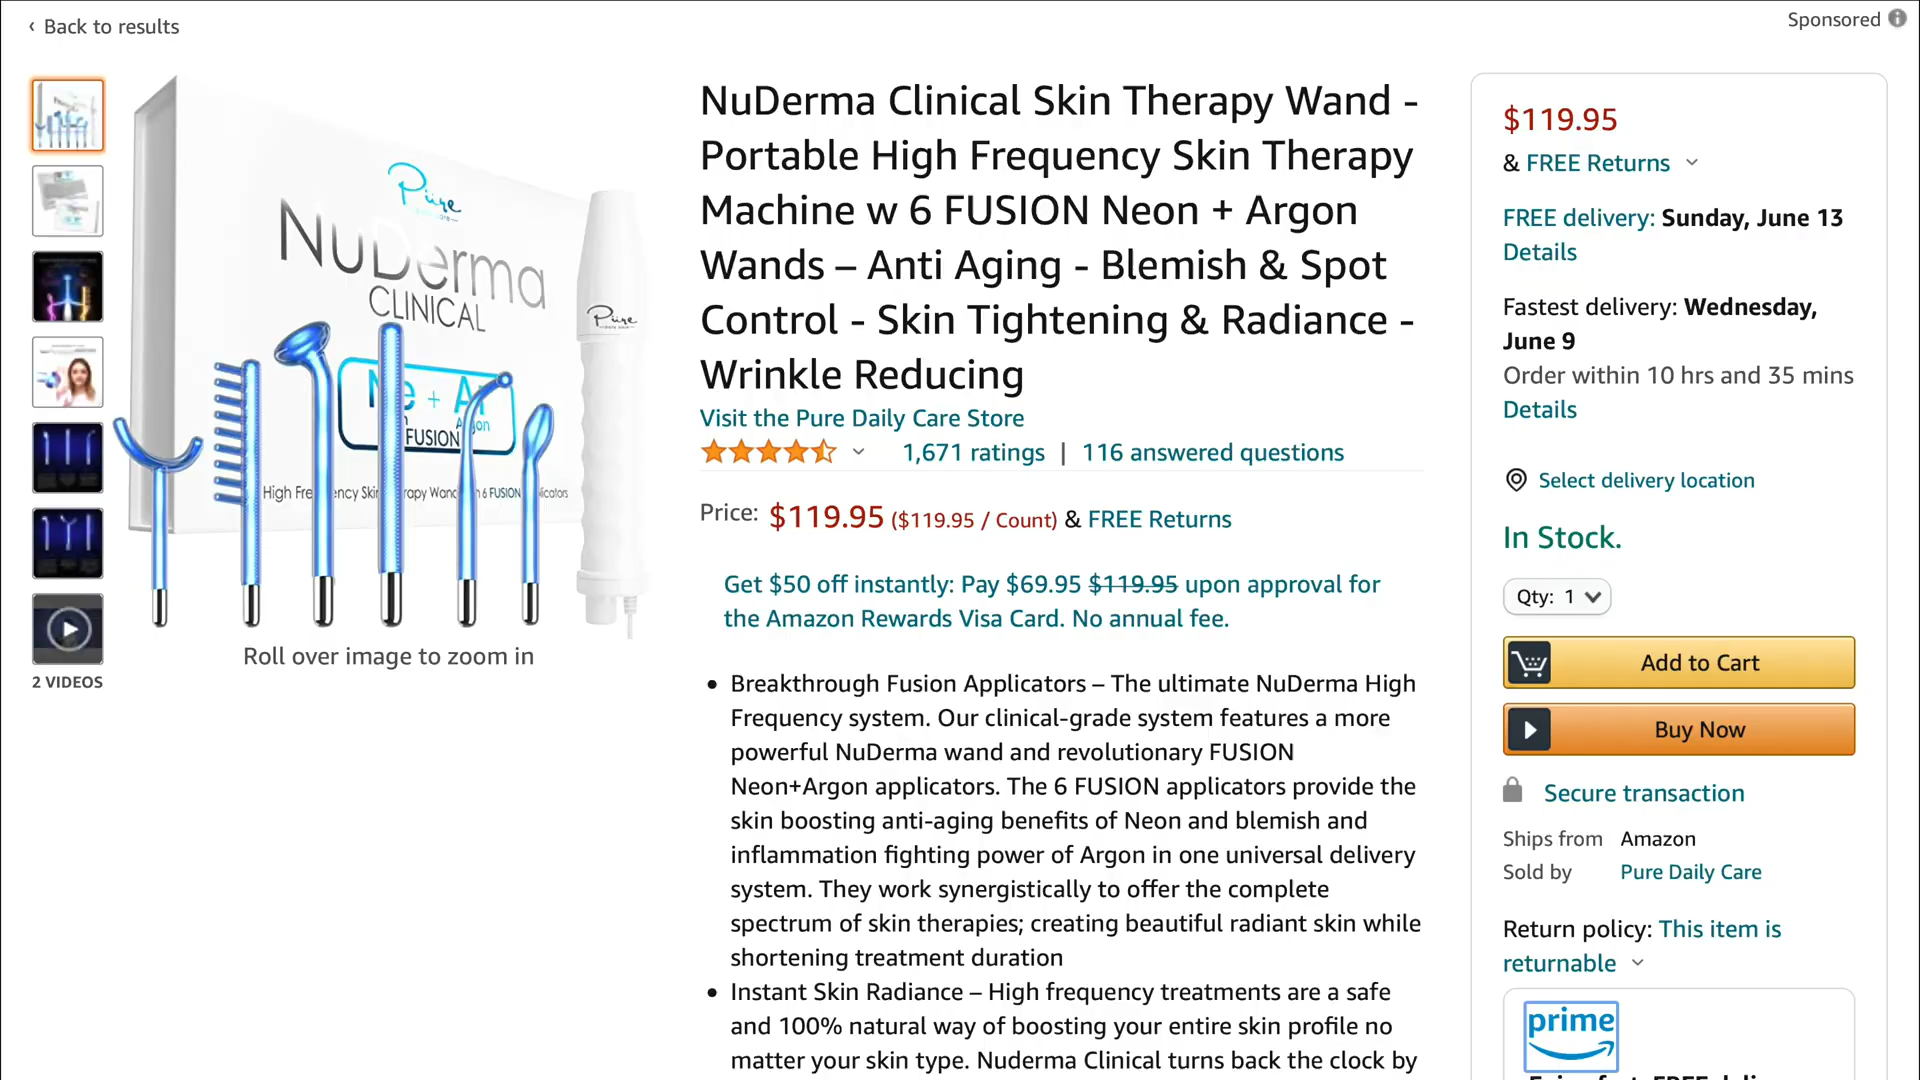 ‹ Back to results
Sponsored
Pure
NuDerma
CLINICAL
Ne + Ar
Argon
FUSION
High Frequency Skin Therapy Wand
6 FUSION
Pure
Roll over image to zoom in
2 VIDEOS
NuDerma Clinical Skin Therapy Wand -
Portable High Frequency Skin Therapy
Machine w 6 FUSION Neon + Argon
Wands – Anti Aging - Blemish & Spot
Control - Skin Tightening & Radiance -
Wrinkle Reducing
Visit the Pure Daily Care Store
1,671 ratings | 116 answered questions
Price: $119.95 ($119.95 / Count) & FREE Returns
Get $50 off instantly: Pay $69.95 $119.95 upon approval for
the Amazon Rewards Visa Card. No annual fee.
• Breakthrough Fusion Applicators – The ultimate NuDerma High
Frequency system. Our clinical-grade system features a more
powerful NuDerma wand and revolutionary FUSION
Neon+Argon applicators. The 6 FUSION applicators provide the
skin boosting anti-aging benefits of Neon and blemish and
inflammation fighting power of Argon in one universal delivery
system. They work synergistically to offer the complete
spectrum of skin therapies; creating beautiful radiant skin while
shortening treatment duration
• Instant Skin Radiance – High frequency treatments are a safe
and 100% natural way of boosting your entire skin profile no
matter your skin type. Nuderma Clinical turns back the clock by
$119.95
& FREE Returns
FREE delivery: Sunday, June 13
Details
Fastest delivery: Wednesday,
June 9
Order within 10 hrs and 35 mins
Details
Select delivery location
In Stock.
Qty: 1
Add to Cart
Buy Now
Secure transaction
Ships from Amazon
Sold by Pure Daily Care
Return policy: This item is
returnable
prime